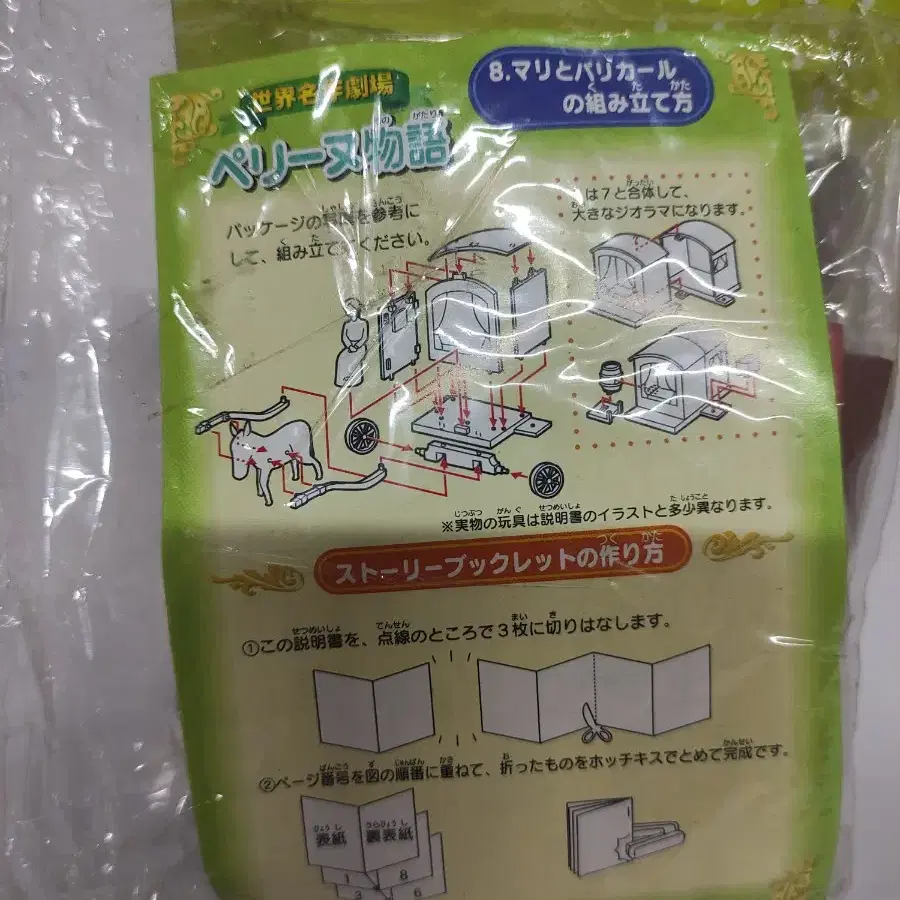 世界名作劇場
ペリーヌ物語
8.マリとパリカール
の組み立て方
パッケージの写真を参考に
して、組み立てください。
は7と合体して、
大きなジオラマになります。
※実物の玩具は説明書のイラストと多少異なります。
ストーリーブックレットの作り方
①この説明書を、点線のところで3枚に切りはなします。
②ページ番号を図の順番に重ねて、折ったものをホッチキスでとめて完成です。
表紙
裏表紙
1
8
3
6